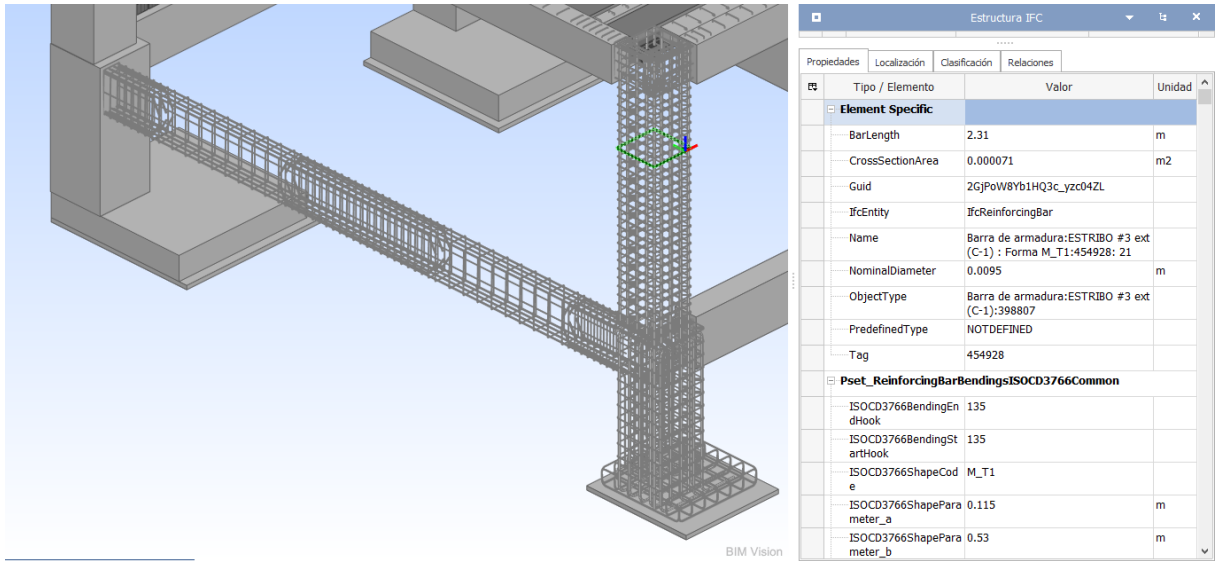 BIM Vision
Estructura IFC
Propiedades Localización Clasificación Relaciones
Tipo / Elemento Valor Unidad
Element Specific
BarLength 2.31 m
CrossSectionArea 0.000071 m2
Guid 2GjPoW8Yb1HQ3c_yzc04ZL
IfcEntity IfcReinforcingBar
Name Barra de armadura:ESTRIBO #3 ext
(C-1) : Forma M_T1:454928: 21
NominalDiameter 0.0095 m
ObjectType Barra de armadura:ESTRIBO #3 ext
(C-1):398807
PredefinedType NOTDEFINED
Tag 454928
Pset_ReinforcingBarBendingsISOCD3766Common
ISOCD3766BendingEn 135
dHook
ISOCD3766BendingSt 135
artHook
ISOCD3766ShapeCod M_T1
e
ISOCD3766ShapePara 0.115 m
meter_a
ISOCD3766ShapePara 0.53 m
meter_b